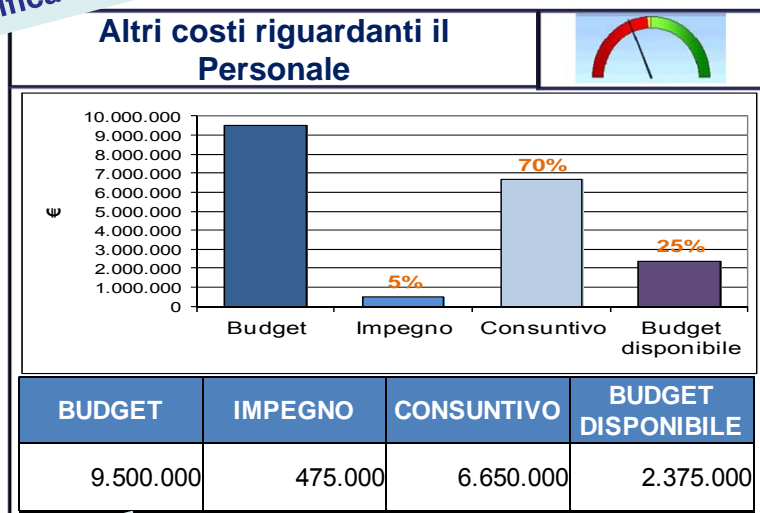 Altri costi riguardanti il
Personale
10.000.000
9.000.000
8.000.000
7.000.000
6.000.000
5.000.000
4.000.000
3.000.000
2.000.000
1.000.000
0
€
70%
25%
5%
Budget
Impegno
Consuntivo
Budget
disponibile
BUDGET
IMPEGNO
CONSUNTIVO
BUDGET
DISPONIBILE
9.500.000
475.000
6.650.000
2.375.000